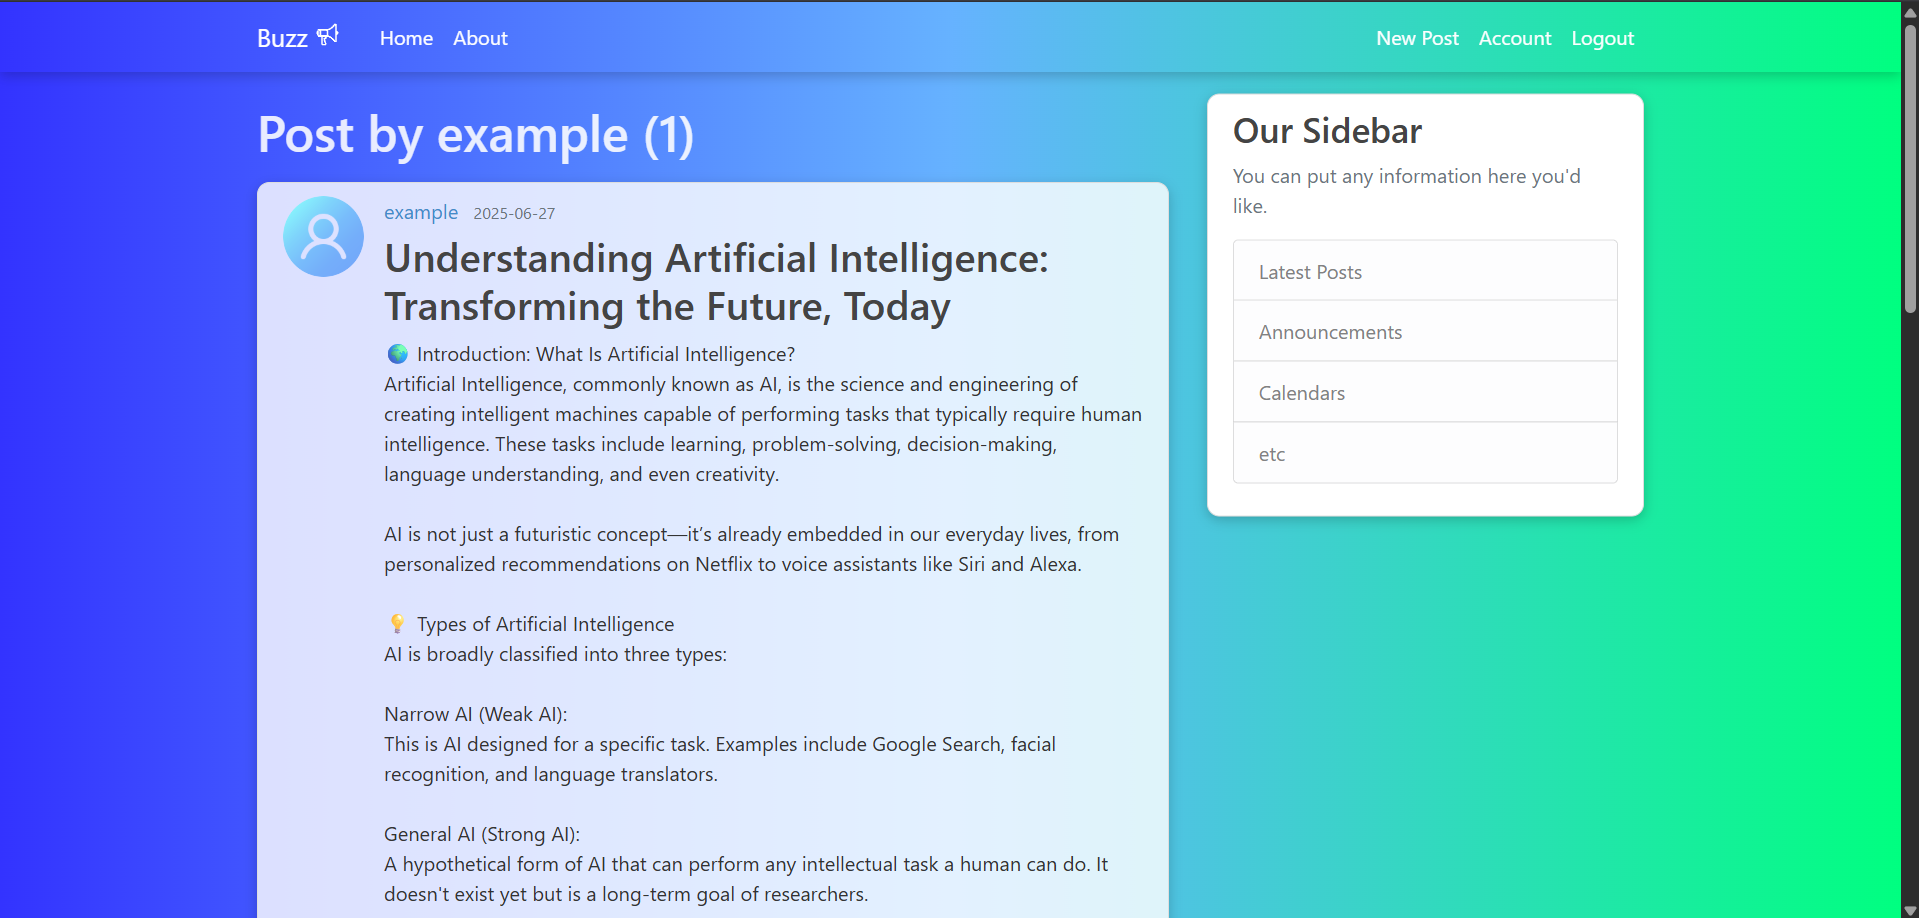 Buzz
Home
About
New Post
Account
Logout
Post by example (1)
example 2025-06-27
Understanding Artificial Intelligence:
Transforming the Future, Today
🌍 Introduction: What Is Artificial Intelligence?
Artificial Intelligence, commonly known as AI, is the science and engineering of
creating intelligent machines capable of performing tasks that typically require human
intelligence. These tasks include learning, problem-solving, decision-making,
language understanding, and even creativity.
AI is not just a futuristic concept—it’s already embedded in our everyday lives, from
personalized recommendations on Netflix to voice assistants like Siri and Alexa.
💡 Types of Artificial Intelligence
AI is broadly classified into three types:
Narrow AI (Weak AI):
This is AI designed for a specific task. Examples include Google Search, facial
recognition, and language translators.
General AI (Strong AI):
A hypothetical form of AI that can perform any intellectual task a human can do. It
doesn't exist yet but is a long-term goal of researchers.
Our Sidebar
You can put any information here you'd
like.
Latest Posts
Announcements
Calendars
etc